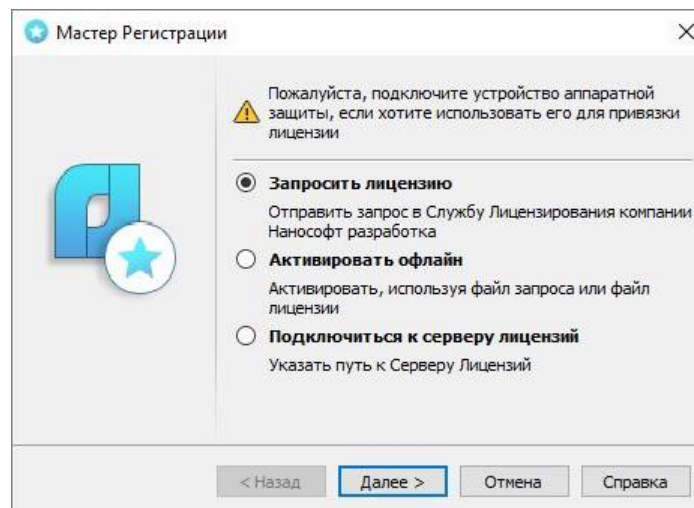 Мастер Регистрации
Пожалуйста, подключите устройство аппаратной
защиты, если хотите использовать его для привязки
лицензии
Запросить лицензию
Отправить запрос в Службу Лицензирования компании
Нанософт разработка
Активировать офлайн
Активировать, используя файл запроса или файл
лицензии
Подключиться к серверу лицензий
Указать путь к Серверу Лицензий
< Назад Далее > Отмена Справка